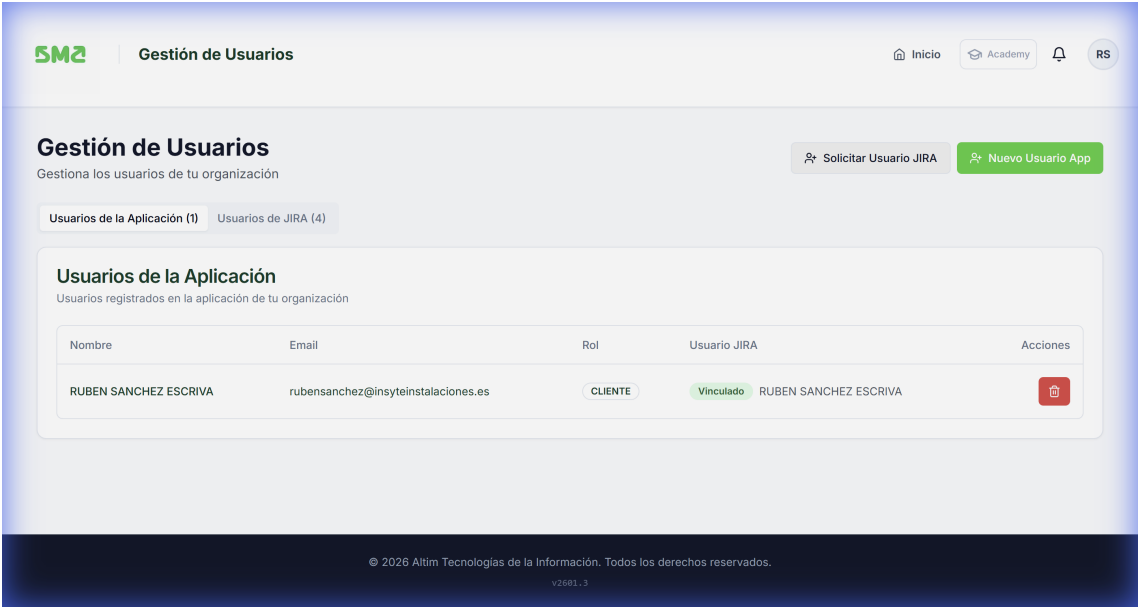 SMS
Gestión de Usuarios
Inicio
Academy
RS
Gestión de Usuarios
Gestiona los usuarios de tu organización
Solicitar Usuario JIRA
Nuevo Usuario App
Usuarios de la Aplicación (1)
Usuarios de JIRA (4)
Usuarios de la Aplicación
Usuarios registrados en la aplicación de tu organización
Nombre Email Rol Usuario JIRA Acciones
RUBEN SANCHEZ ESCRIVA rubensanchez@insyteinstalaciones.es CLIENTE Vinculado RUBEN SANCHEZ ESCRIVA
© 2026 Altim Tecnologías de la Información. Todos los derechos reservados.
v2601.3